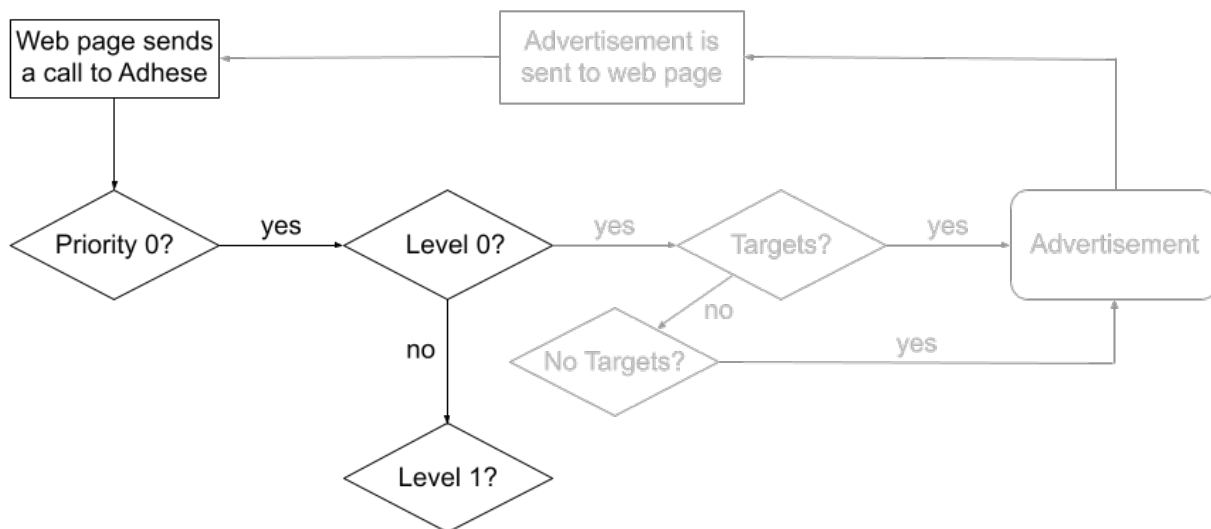 Web page sends
a call to Adhese
Advertisement is
sent to web page
Priority 0?
yes
Level 0?
yes
Targets?
yes
Advertisement
no
no
No Targets?
yes
Level 1?